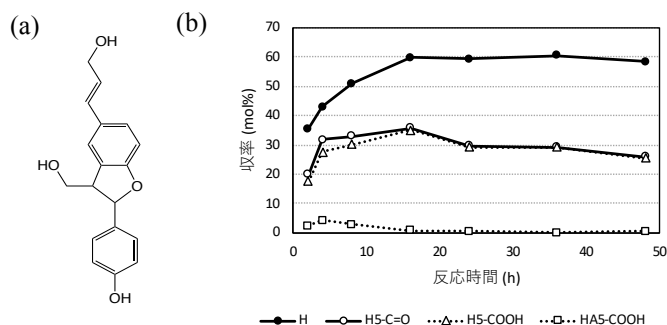 (a)
OH
HO
O
OH
(b)
収率 (mol%)
70
60
50
40
30
20
10
0
0 10 20 30 40 50
反応時間 (h)
H H5-C=O H5-COOH HA5-COOH